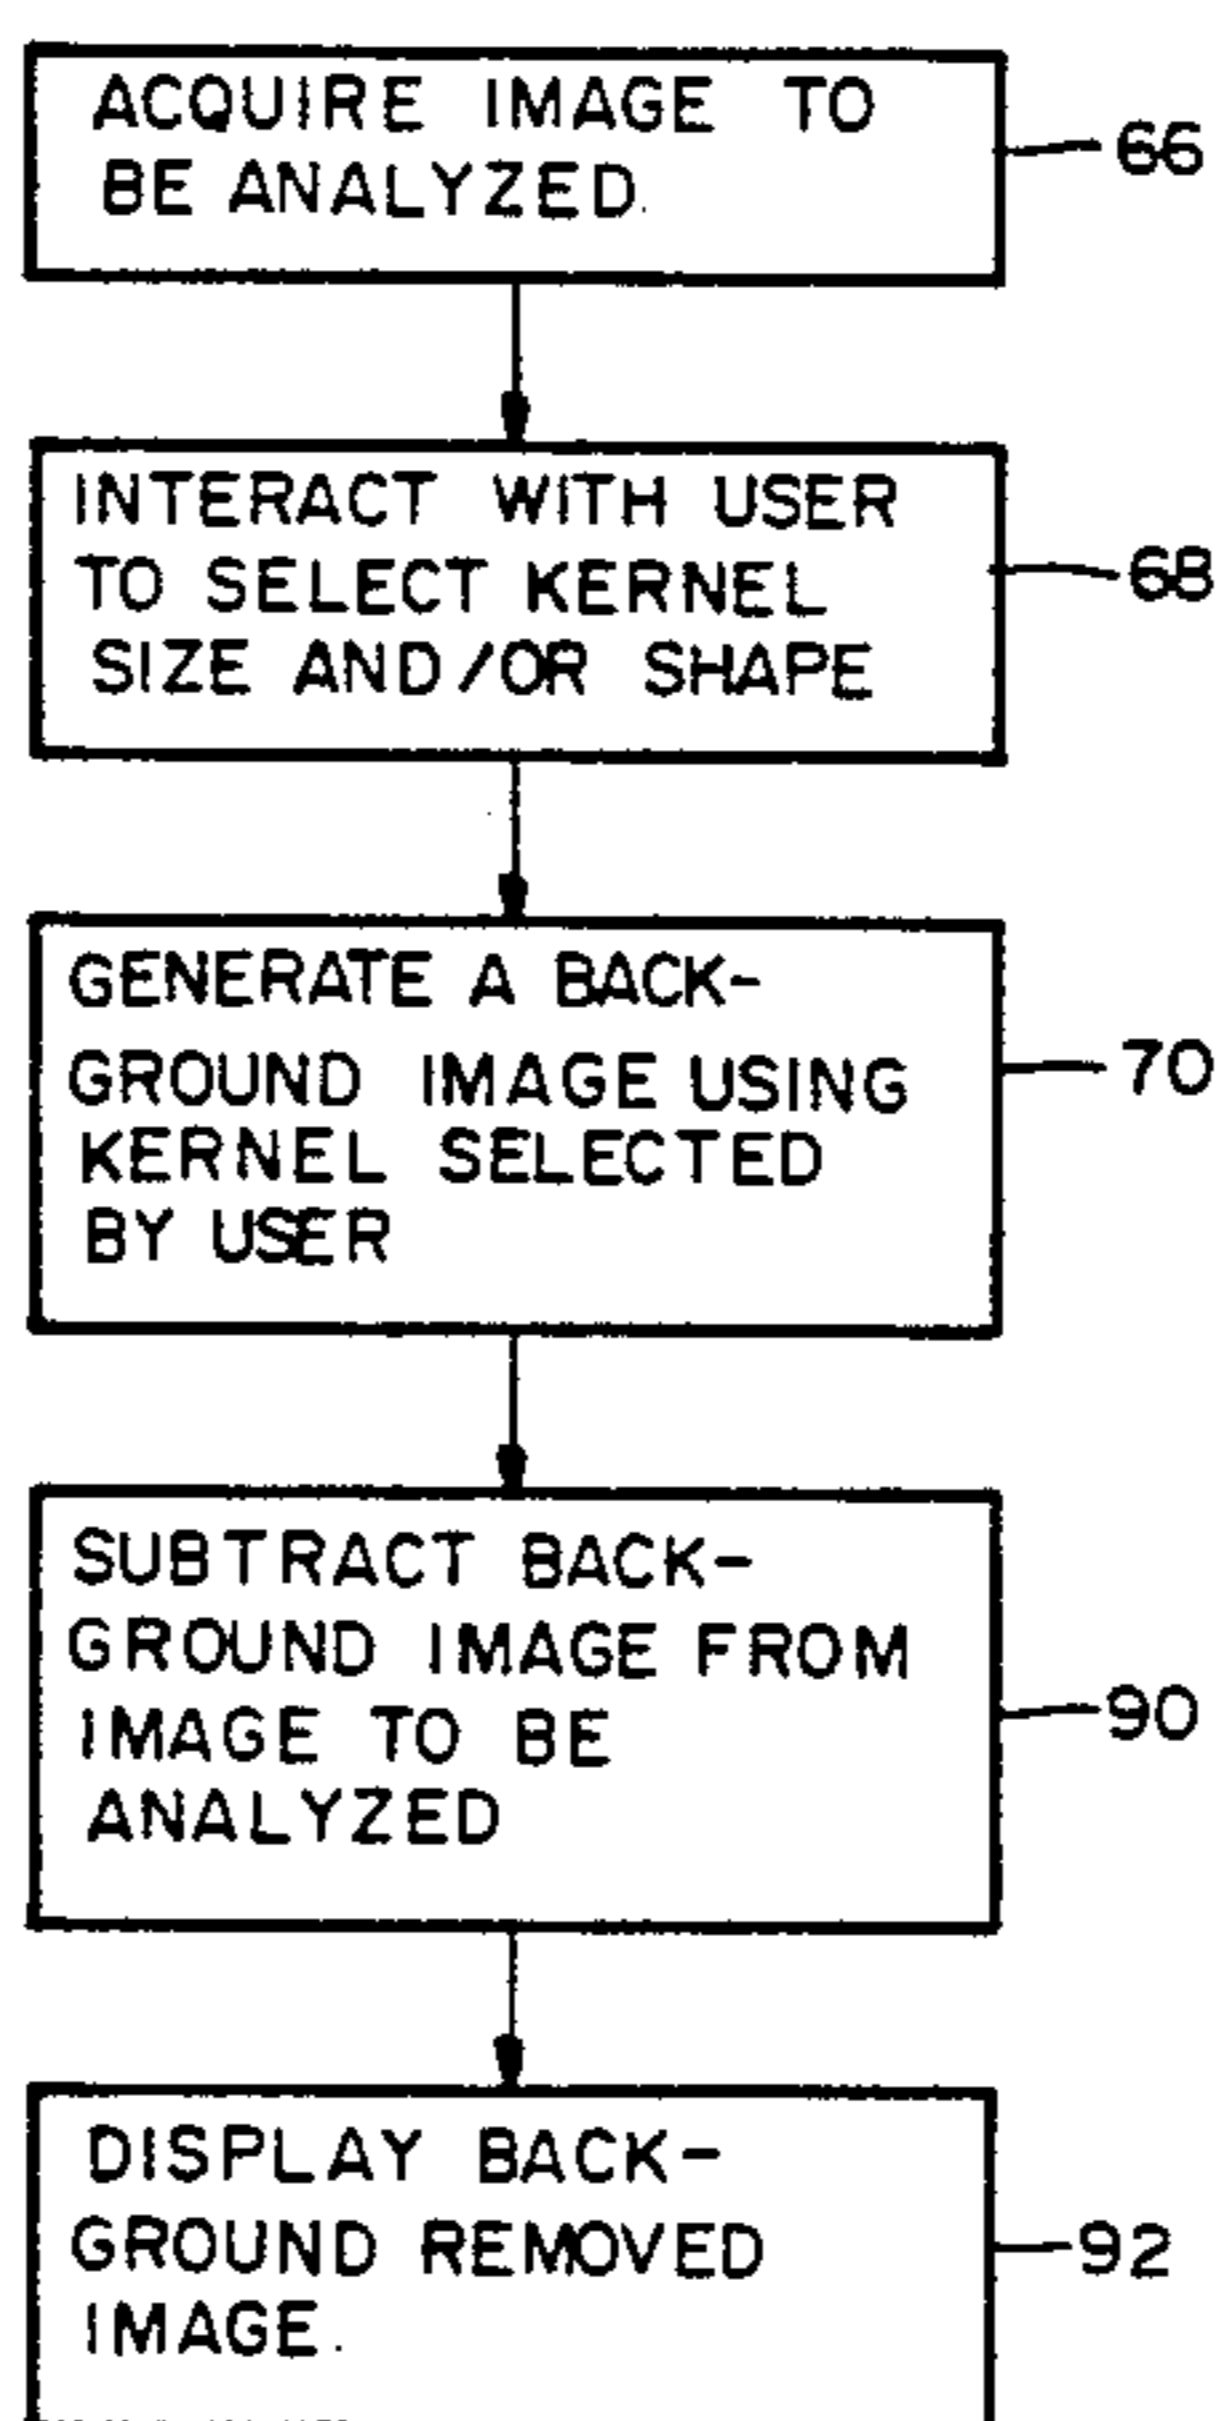 ACQUIRE IMAGE TO
BE ANALYZED.
66
INTERACT WITH USER
TO SELECT KERNEL
SIZE AND/OR SHAPE
68
GENERATE A BACK-
GROUND IMAGE USING
KERNEL SELECTED
BY USER
70
SUBTRACT BACK-
GROUND IMAGE FROM
IMAGE TO BE
ANALYZED
90
DISPLAY BACK-
GROUND REMOVED
IMAGE.
92